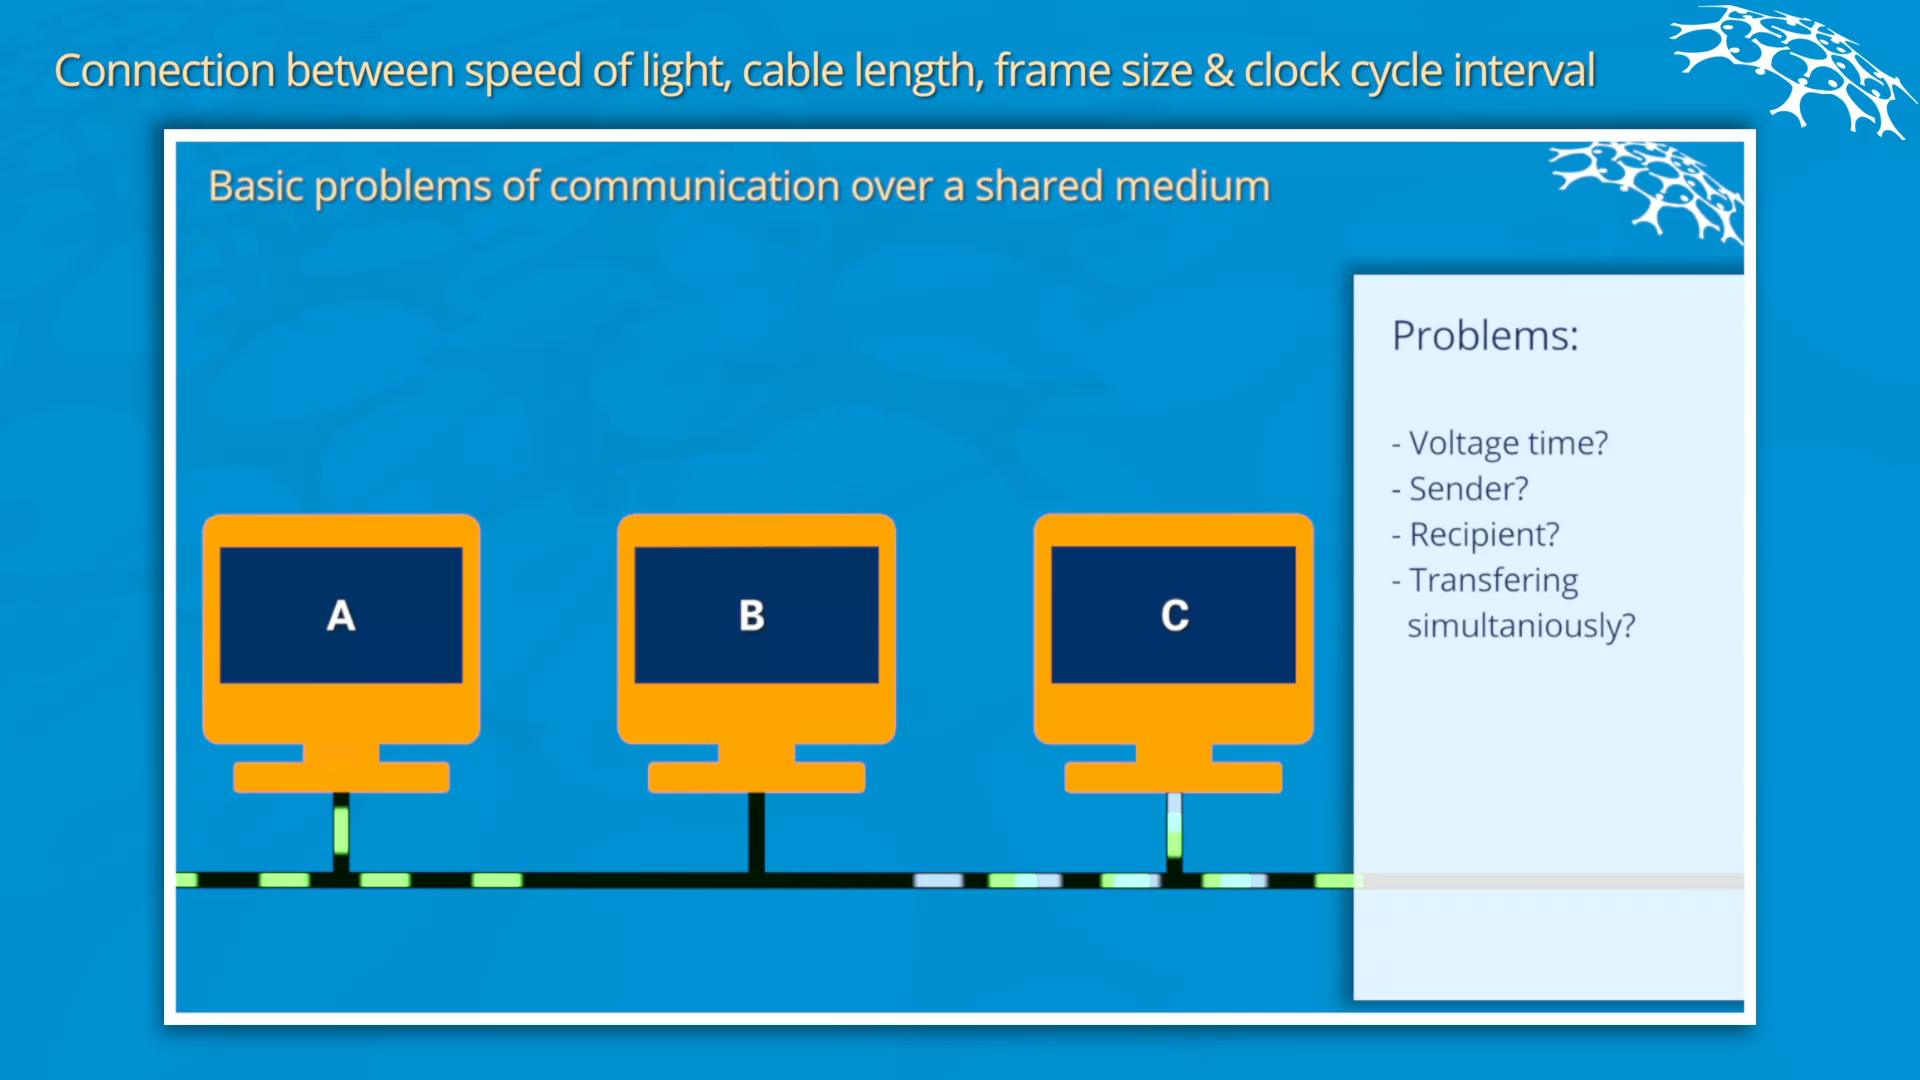 Connection between speed of light, cable length, frame size & clock cycle interval
Basic problems of communication over a shared medium
Problems:
- Voltage time?
- Sender?
- Recipient?
- Transfering
simultaniously?
A
B
C